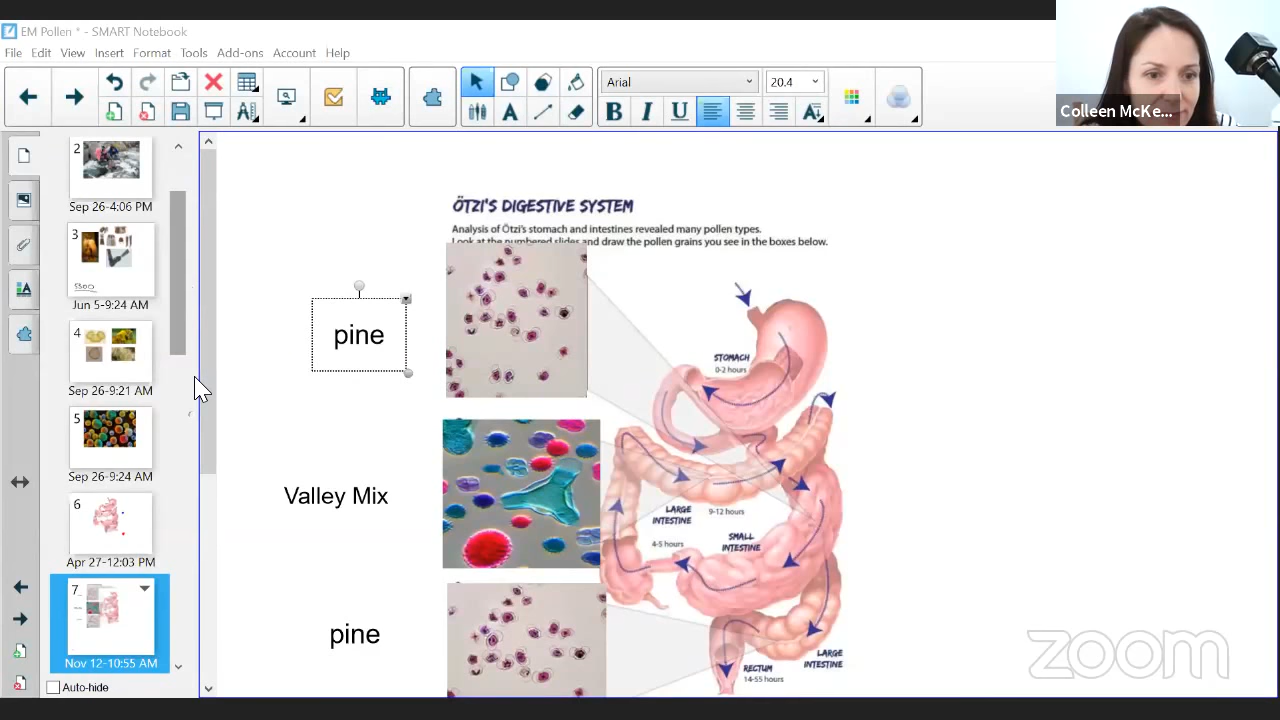 EM Pollen * - SMART Notebook
File Edit View Insert Format Tools Add-ons Account Help
Arial
20.4
B I U A
Colleen McKe...
2
Sep 26-4:06 PM
3
Jun 5-9:24 AM
4
Sep 26-9:21 AM
5
Sep 26-9:24 AM
6
Apr 27-12:03 PM
7
Nov 12-10:55 AM
Auto-hide
ÖTZI'S DIGESTIVE SYSTEM
Analysis of Ötzi's stomach and intestines revealed many pollen types.
Look at the numbered slides and draw the pollen grains you see in the boxes below.
pine
STOMACH
0-2 hours
Valley Mix
LARGE
INTESTINE
9-12 hours
4-5 hours
SMALL
INTESTINE
pine
LARGE
INTESTINE
RECTUM
14-55 hours
zoom